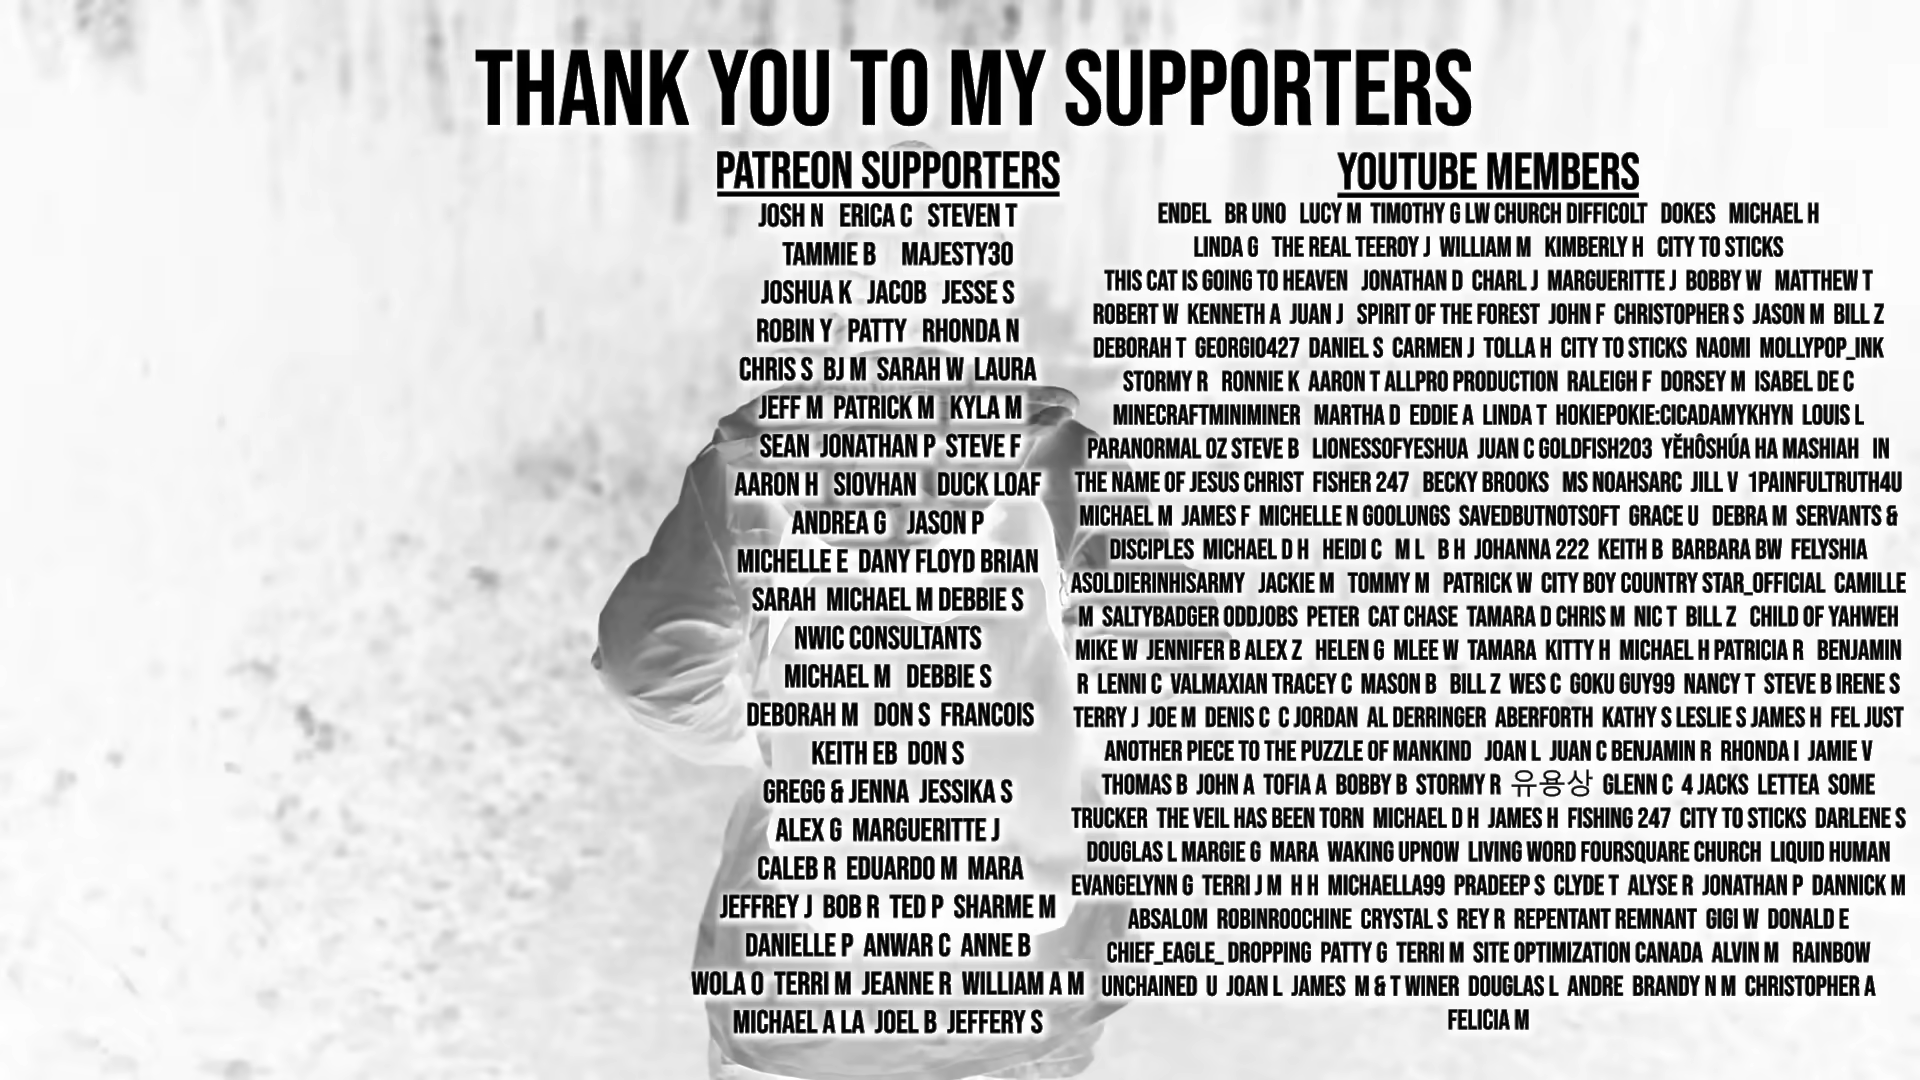 THANK YOU TO MY SUPPORTERS
PATREON SUPPORTERS
JOSH N ERICA C STEVEN T
TAMMIE B MAJESTY30
JOSHUA K JACOB JESSE S
ROBIN Y PATTY RHONDA N
CHRIS S BJ M SARAH W LAURA
JEFF M PATRICK M KYLA M
SEAN JONATHAN P STEVE F
AARON H SIOVHAN DUCK LOAF
ANDREA G JASON P
MICHELLE E DANY FLOYD BRIAN
SARAH MICHAEL M DEBBIE S
NWIC CONSULTANTS
MICHAEL M DEBBIE S
DEBORAH M DON S FRANCOIS
KEITH EB DON S
GREGG & JENNA JESSIKA S
ALEX G MARGUERITTE J
CALEB R EDUARDO M MARA
JEFFREY J BOB R TED P SHARME M
DANIELLE P ANWAR C ANNE B
WOLA O TERRI M JEANNE R WILLIAM A M
MICHAEL A LA JOEL B JEFFERY S
YOUTUBE MEMBERS
ENDEL BR UNO LUCY M TIMOTHY G LW CHURCH DIFFICOLT DOKES MICHAEL H
LINDA G THE REAL TEEROY J WILLIAM M KIMBERLY H CITY TO STICKS
THIS CAT IS GOING TO HEAVEN JONATHAN D CHARL J MARGUERITTE J BOBBY W MATTHEW T
ROBERT W KENNETH A JUAN J SPIRIT OF THE FOREST JOHN F CHRISTOPHER S JASON M BILL Z
DEBORAH T GEORGIO427 DANIEL S CARMEN J TOLLA H CITY TO STICKS NAOMI MOLLYPOP_INK
STORMY R RONNIE K AARON T ALLPRO PRODUCTION RALEIGH F DORSEY M ISABEL DE C
MINECRAFTMINIMINER MARTHA D EDDIE A LINDA T HOKIEPOKIE:CICADAMYKHYN LOUIS L
PARANORMAL OZ STEVE B LIONESSOFYESHUA JUAN C GOLDFISH203 YĔHÔSHÚA HA MASHIAH IN
THE NAME OF JESUS CHRIST FISHER 247 BECKY BROOKS MS NOAHSARC JILL V 1PAINFULTRUTH4U
MICHAEL M JAMES F MICHELLE N GOOLUNGS SAVEDBUTNOTSOFT GRACE U DEBRA M SERVANTS &
DISCIPLES MICHAEL D H HEIDI C M L B H JOHANNA 222 KEITH B BARBARA BW FELYSHIA
ASOLDIERINHISARMY JACKIE M TOMMY M PATRICK W CITY BOY COUNTRY STAR_OFFICIAL CAMILLE
M SALTYBADGER ODDJOBS PETER CAT CHASE TAMARA D CHRIS M NIC T BILL Z CHILD OF YAHWEH
MIKE W JENNIFER B ALEX Z HELEN G MLEE W TAMARA KITTY H MICHAEL H PATRICIA R BENJAMIN
R LENNI C VALMAXIAN TRACEY C MASON B BILL Z WES C GOKU GUY99 NANCY T STEVE B IRENE S
TERRY J JOE M DENIS C C JORDAN AL DERRINGER ABERFORTH KATHY S LESLIE S JAMES H FEL JUST
ANOTHER PIECE TO THE PUZZLE OF MANKIND JOAN L JUAN C BENJAMIN R RHONDA I JAMIE V
THOMAS B JOHN A TOFIA A BOBBY B STORMY R 유용상 GLENN C 4 JACKS LETTEA SOME
TRUCKER THE VEIL HAS BEEN TORN MICHAEL D H JAMES H FISHING 247 CITY TO STICKS DARLENE S
DOUGLAS L MARGIE G MARA WAKING UPNOW LIVING WORD FOURSQUARE CHURCH LIQUID HUMAN
EVANGELYNN G TERRI J M H H MICHAELLA99 PRADEEP S CLYDE T ALYSE R JONATHAN P DANNICK M
ABSALOM ROBINROOCHINE CRYSTAL S REY R REPENTANT REMNANT GIGI W DONALD E
CHIEF_EAGLE_ DROPPING PATTY G TERRI M SITE OPTIMIZATION CANADA ALVIN M RAINBOW
UNCHAINED U JOAN L JAMES M & T WINER DOUGLAS L ANDRE BRANDY N M CHRISTOPHER A
FELICIA M